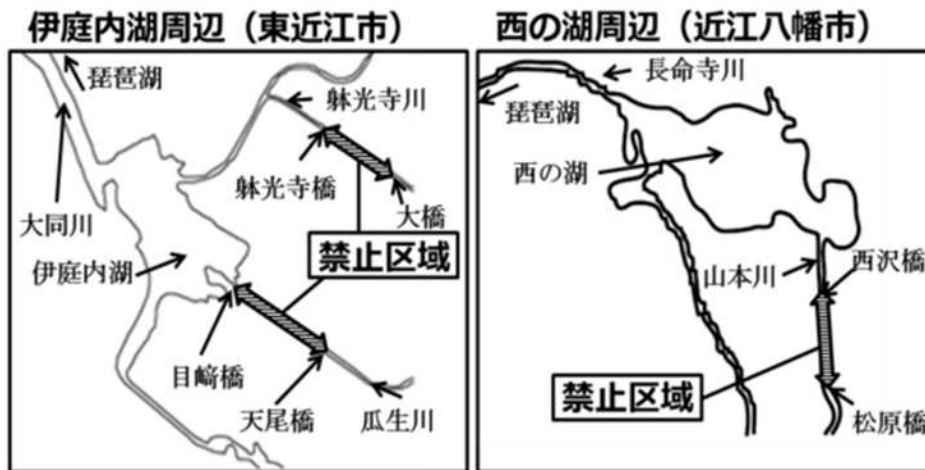 伊庭内湖周辺（東近江市）
琵琶湖
躰光寺川
躰光寺橋
大橋
大同川
禁止区域
伊庭内湖
目﨑橋
天尾橋
瓜生川
西の湖周辺（近江八幡市）
長命寺川
琵琶湖
西の湖
山本川
西沢橋
禁止区域
松原橋